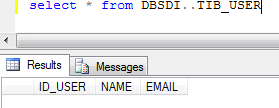 select * from DBSDI..TIB_USER
Results Messages
ID_USER NAME EMAIL